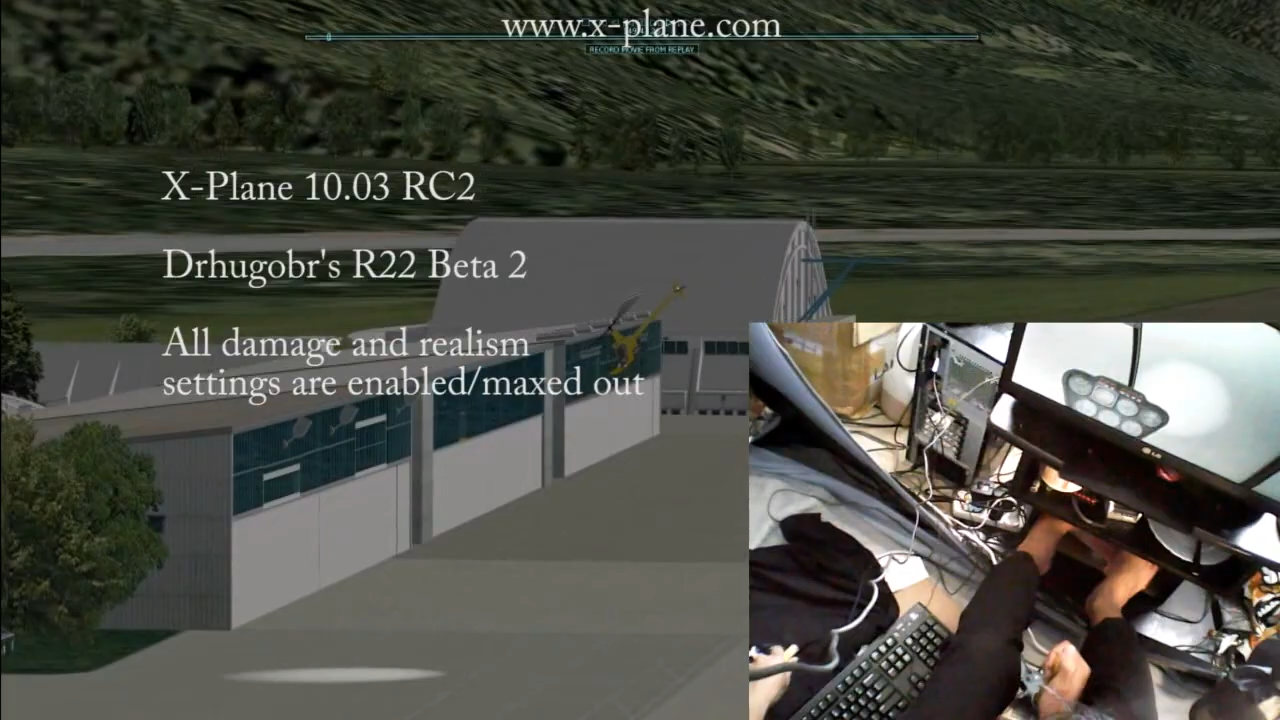 www.x-plane.com
RECORD MOVIE FROM REPLAY
X-Plane 10.03 RC2
Drhugobr's R22 Beta 2
All damage and realism
settings are enabled/maxed out
LG